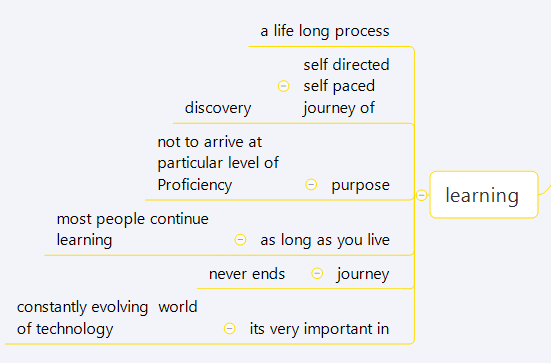 a life long process
self directed
self paced
journey of
discovery
not to arrive at
particular level of
Proficiency
purpose
learning
most people continue
learning
as long as you live
never ends
journey
constantly evolving  world
of technology
its very important in